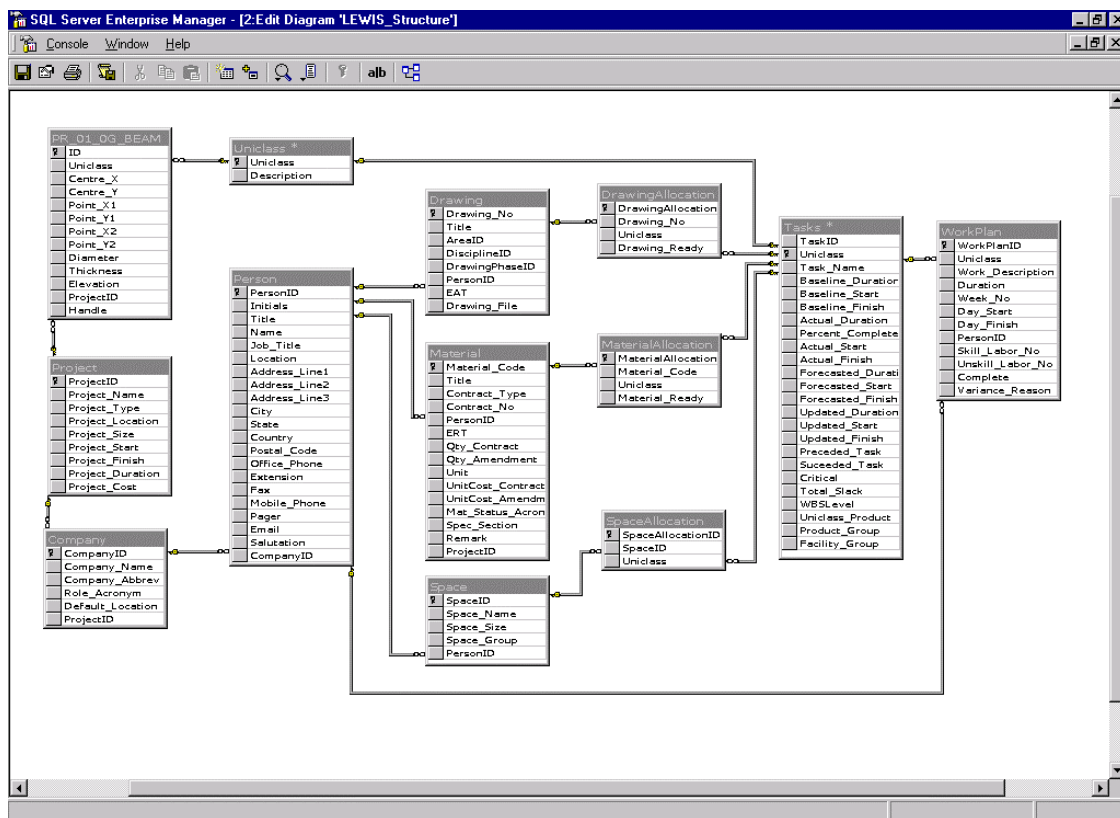 SQL Server Enterprise Manager - [2:Edit Diagram 'LEWIS_Structure']
Console Window Help
a|b
PR_01_0G_BEAM
ID
Uniclass
Centre_X
Centre_Y
Point_X1
Point_Y1
Point_X2
Point_Y2
Diameter
Thickness
Elevation
ProjectID
Handle
Project
ProjectID
Project_Name
Project_Type
Project_Location
Project_Size
Project_Start
Project_Finish
Project_Duration
Project_Cost
Company
CompanyID
Company_Name
Company_Abbrev
Role_Acronym
Default_Location
ProjectID
Uniclass *
Uniclass
Description
Person
PersonID
Initials
Title
Name
Job_Title
Location
Address_Line1
Address_Line2
Address_Line3
City
State
Country
Postal_Code
Office_Phone
Extension
Fax
Mobile_Phone
Pager
Email
Salutation
CompanyID
Drawing
Drawing_No
Title
AreaID
DisciplineID
DrawingPhaseID
PersonID
EAT
Drawing_File
Material
Material_Code
Title
Contract_Type
Contract_No
PersonID
ERT
Qty_Contract
Qty_Amendment
Unit
UnitCost_Contract
UnitCost_Amendm
Mat_Status_Acron
Spec_Section
Remark
ProjectID
Space
SpaceID
Space_Name
Space_Size
Space_Group
PersonID
DrawingAllocation
DrawingAllocation
Drawing_No
Uniclass
Drawing_Ready
MaterialAllocation
MaterialAllocation
Material_Code
Uniclass
Material_Ready
SpaceAllocation
SpaceAllocationID
SpaceID
Uniclass
Tasks *
TaskID
Uniclass
Task_Name
Baseline_Duration
Baseline_Start
Baseline_Finish
Actual_Duration
Percent_Complete
Actual_Start
Actual_Finish
Forecasted_Durati
Forecasted_Start
Forecasted_Finish
Updated_Duration
Updated_Start
Updated_Finish
Preceded_Task
Suceeded_Task
Critical
Total_Slack
WBSLevel
Uniclass_Product
Product_Group
Facility_Group
WorkPlan
WorkPlanID
Uniclass
Work_Description
Duration
Week_No
Day_Start
Day_Finish
PersonID
Skill_Labor_No
Unskill_Labor_No
Complete
Variance_Reason